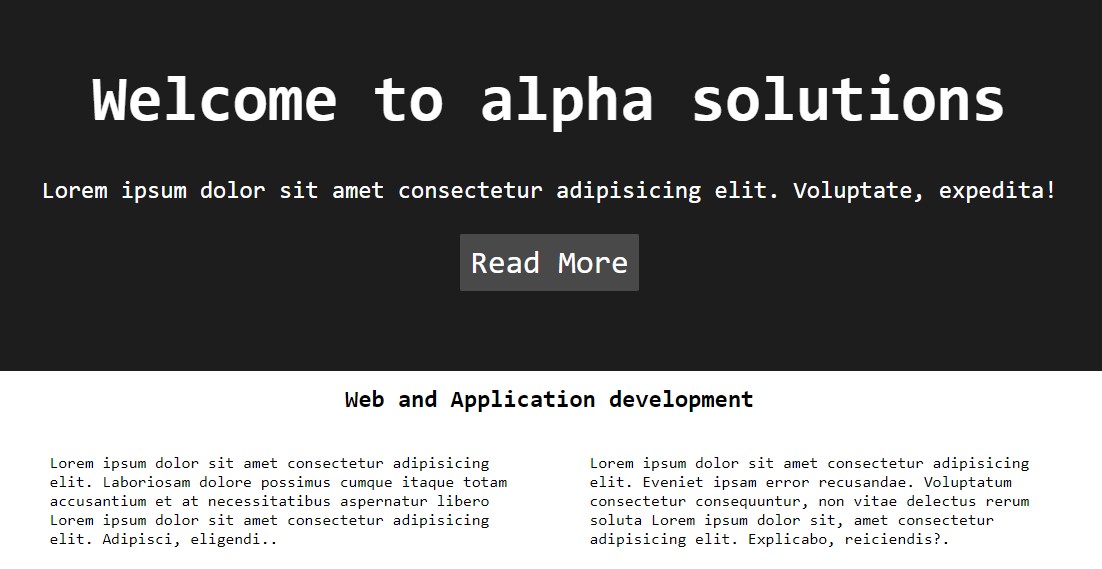 Welcome to alpha solutions
Lorem ipsum dolor sit amet consectetur adipisicing elit. Voluptate, expedita!
Read More
Web and Application development
Lorem ipsum dolor sit amet consectetur adipisicing
elit. Laboriosam dolore possimus cumque itaque totam
accusantium et at necessitatibus aspernatur libero
Lorem ipsum dolor sit amet consectetur adipisicing
elit. Adipisci, eligendi..
Lorem ipsum dolor sit amet consectetur adipisicing
elit. Eveniet ipsam error recusandae. Voluptatum
consectetur consequuntur, non vitae delectus rerum
soluta Lorem ipsum dolor sit, amet consectetur
adipisicing elit. Explicabo, reiciendis?.